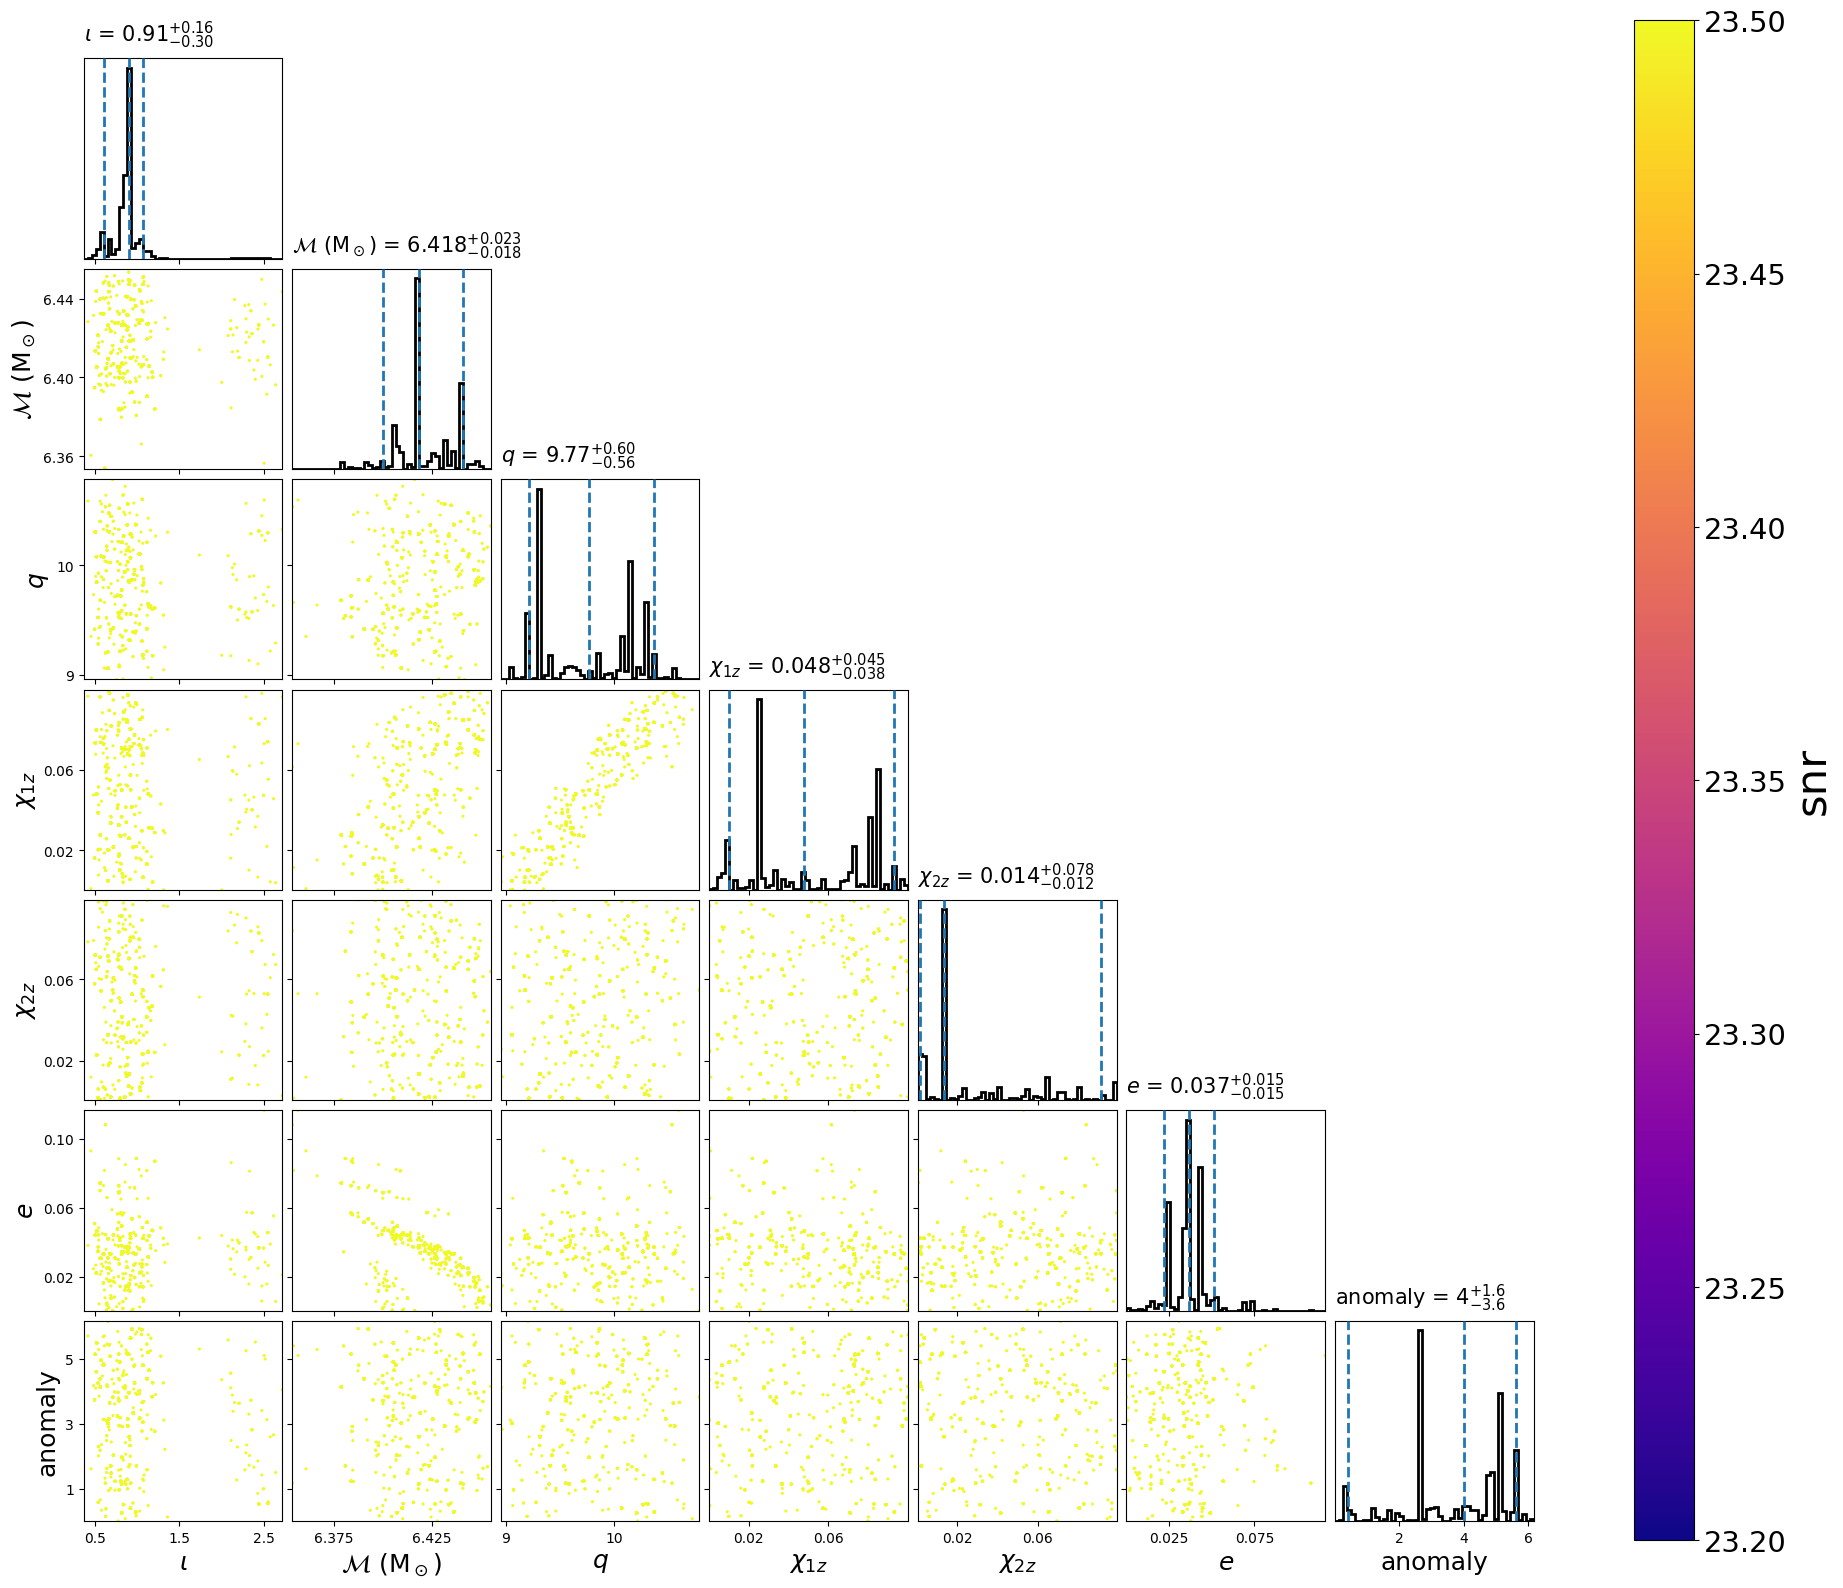 ι = 0.91+0.16−0.30
ℳ (M⊙) = 6.418+0.023−0.018
6.44
6.40
6.36
ℳ (M⊙)
q = 9.77+0.60−0.56
10
9
q
χ1z = 0.048+0.045−0.038
0.06
0.02
χ1z
χ2z = 0.014+0.078−0.012
0.06
0.02
χ2z
e = 0.037+0.015−0.015
0.10
0.06
0.02
e
anomaly = 4+1.6−3.6
5
3
1
anomaly
0.5 1.5 2.5
6.375 6.425
9 10
0.02 0.06
0.02 0.06
0.025 0.075
2 4 6
ι
ℳ (M⊙)
q
χ1z
χ2z
e
anomaly
23.50
23.45
23.40
23.35
23.30
23.25
23.20
snr